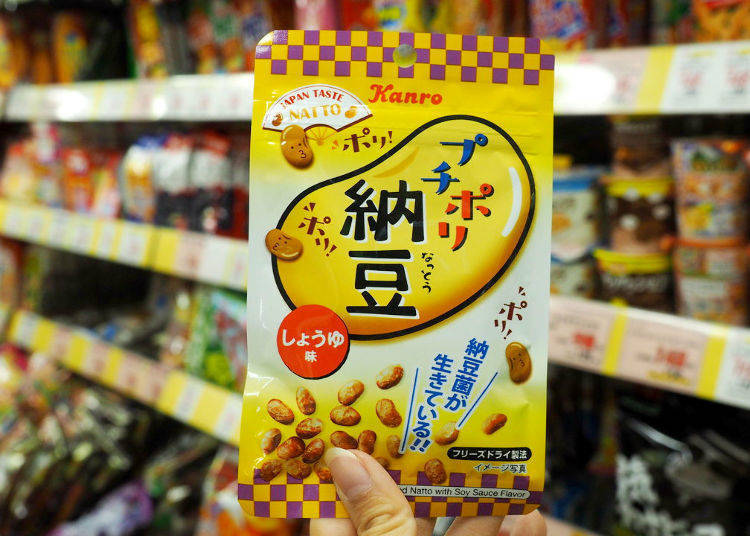 JAPAN TASTE
NATTO
Kanro
ポリ!
プチポリ
納豆
なっとう
ポリ!
ポリ!
しょうゆ
味
納豆菌が
生きている!!
フリーズドライ製法
イメージ写真
ed Natto with Soy Sauce Flavor